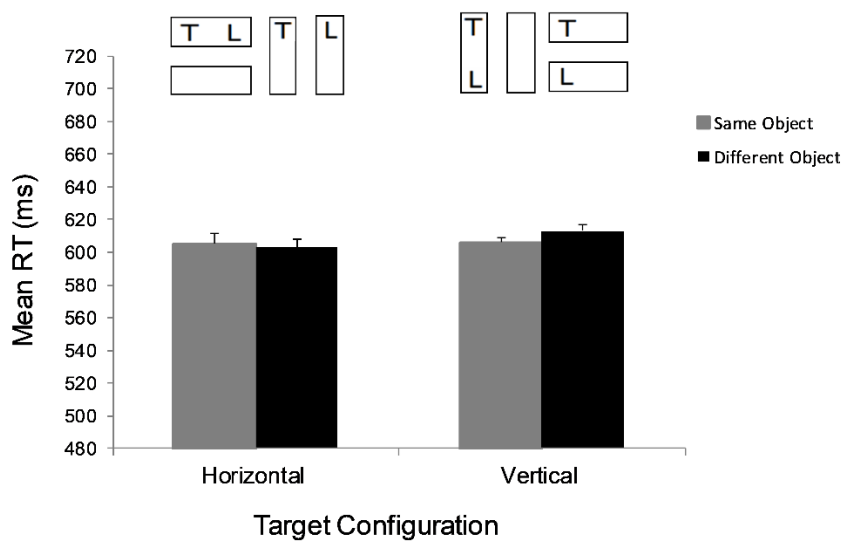 T L T L T T
L L
720
700
680
660
640
620
600
580
560
540
520
500
480
Mean RT (ms)
Same Object
Different Object
Horizontal Vertical
Target Configuration